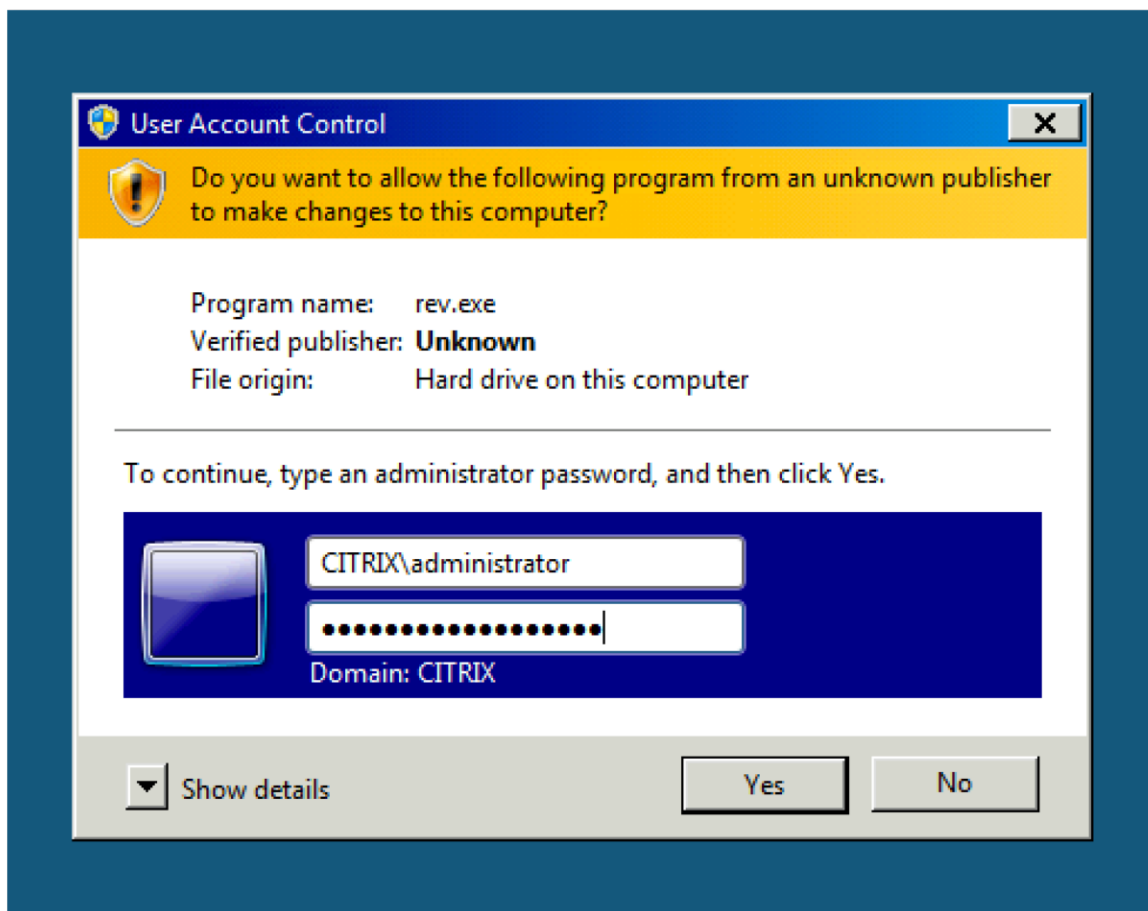 User Account Control
Do you want to allow the following program from an unknown publisher
to make changes to this computer?
Program name: rev.exe
Verified publisher: Unknown
File origin: Hard drive on this computer
To continue, type an administrator password, and then click Yes.
CITRIX\administrator
●●●●●●●●●●●●●●●●●●
Domain: CITRIX
Show details
Yes
No